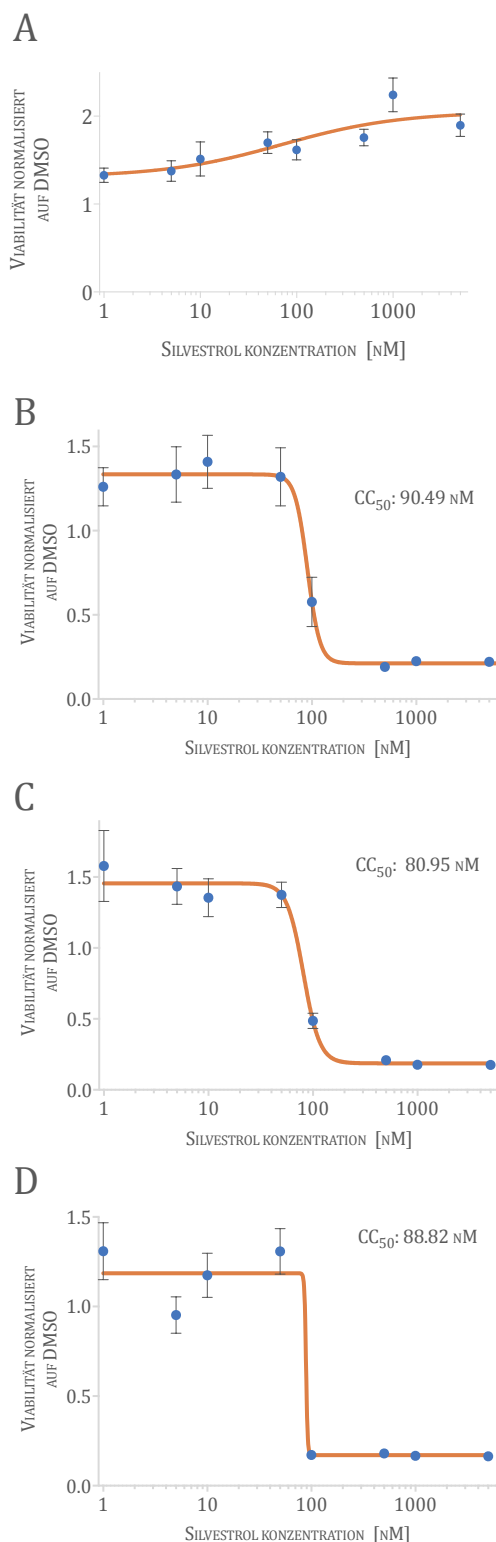 A
VIABILITÄT NORMALISIERT
AUF DMSO
2
1
0
1
10
100
1000
SILVESTROL KONZENTRATION [NM]
B
VIABILITÄT NORMALISIERT
AUF DMSO
1.5
1.0
0.5
0.0
CC50: 90.49 NM
1
10
100
1000
SILVESTROL KONZENTRATION [NM]
C
VIABILITÄT NORMALISIERT
AUF DMSO
1.5
1.0
0.5
0.0
CC50: 80.95 NM
1
10
100
1000
SILVESTROL KONZENTRATION [NM]
D
VIABILITÄT NORMALISIERT
AUF DMSO
1.5
1.0
0.5
0.0
CC50: 88.82 NM
1
10
100
1000
SILVESTROL KONZENTRATION [NM]